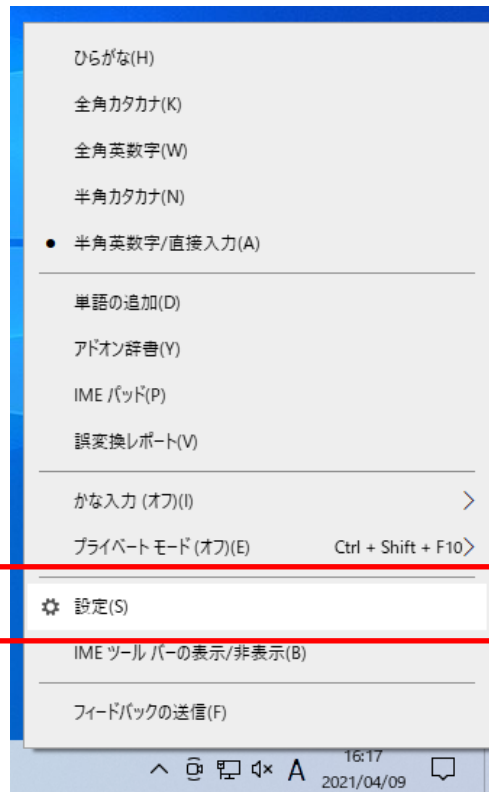 ひらがな(H)
全角カタカナ(K)
全角英数字(W)
半角カタカナ(N)
半角英数字/直接入力(A)
単語の追加(D)
アドオン辞書(Y)
IME パッド(P)
誤変換レポート(V)
かな入力 (オフ)(I)
プライベート モード (オフ)(E) Ctrl + Shift + F10
設定(S)
IME ツール バーの表示/非表示(B)
フィードバックの送信(F)
A 16:17
2021/04/09